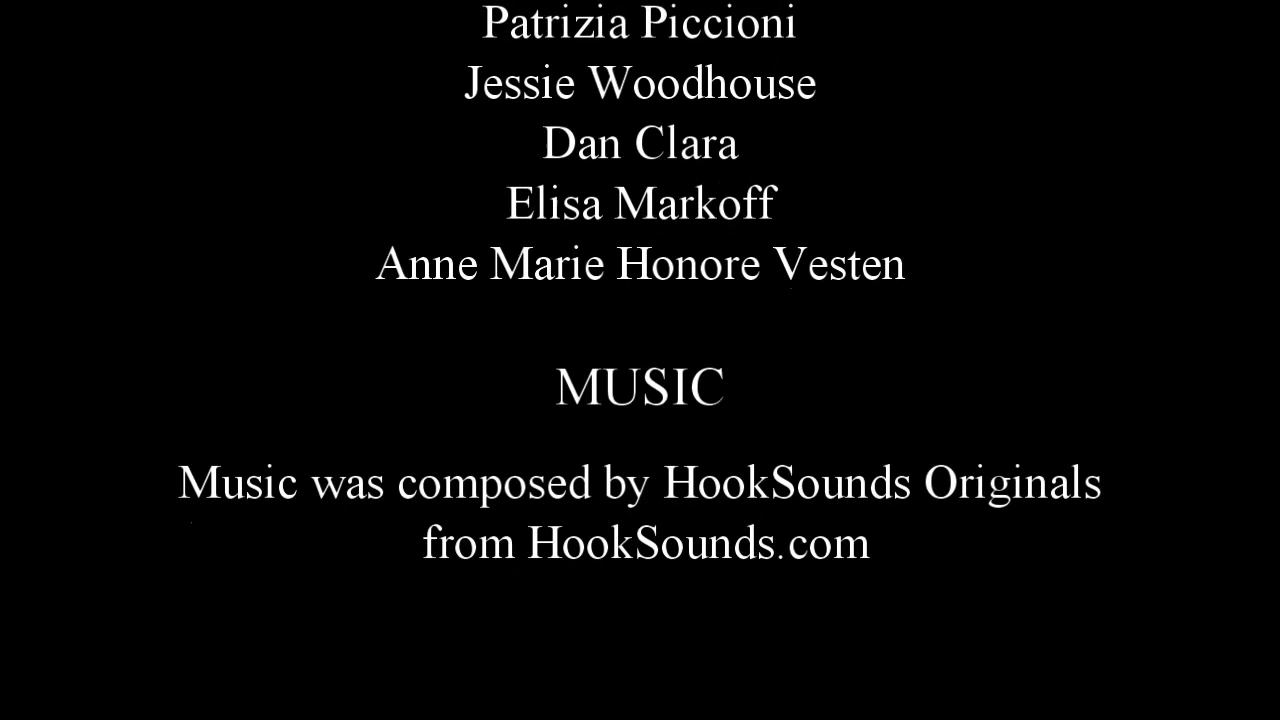 Patrizia Piccioni
Jessie Woodhouse
Dan Clara
Elisa Markoff
Anne Marie Honore Vesten
MUSIC
Music was composed by HookSounds Originals
from HookSounds.com